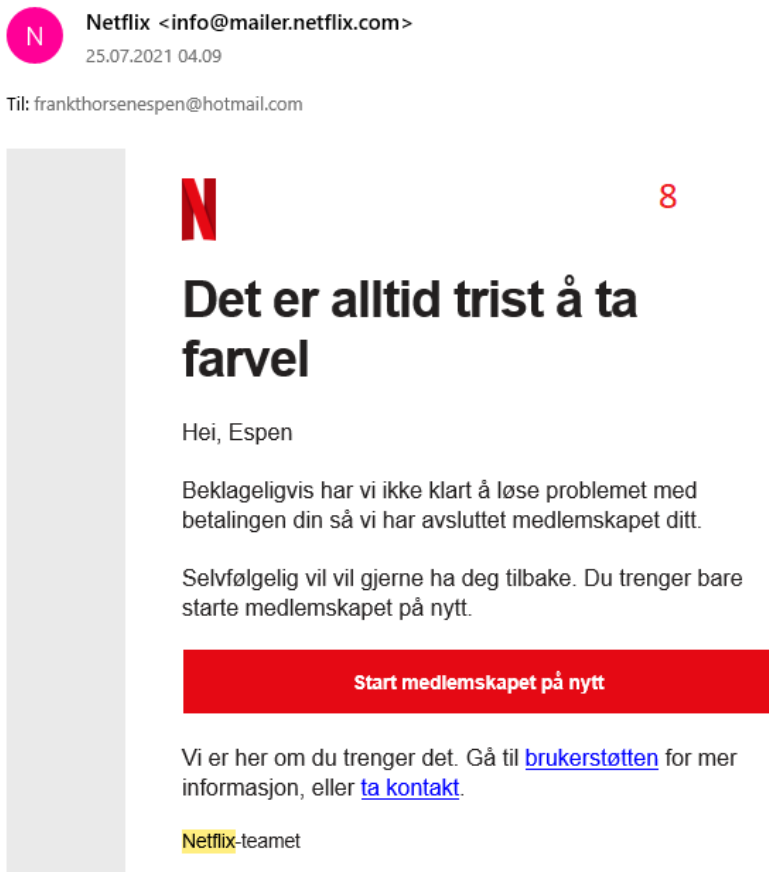 N
Netflix <info@mailer.netflix.com>
25.07.2021 04.09
Til: frankthorsenespen@hotmail.com
N
8
Det er alltid trist å ta
farvel
Hei, Espen
Beklageligvis har vi ikke klart å løse problemet med
betalingen din så vi har avsluttet medlemskapet ditt.
Selvfølgelig vil vil gjerne ha deg tilbake. Du trenger bare
starte medlemskapet på nytt.
Start medlemskapet på nytt
Vi er her om du trenger det. Gå til brukerstøtten for mer
informasjon, eller ta kontakt.
Netflix-teamet